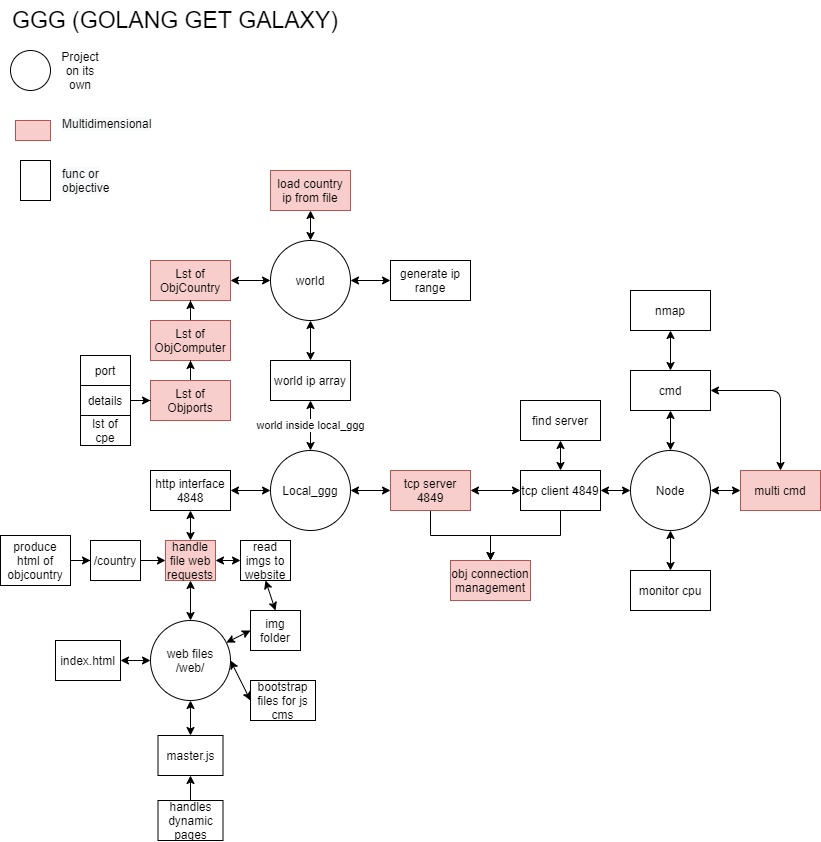 GGG (GOLANG GET GALAXY)
Project
on its
own
Multidimensional
func or
objective
load country
ip from file
Lst of
ObjCountry
world
generate ip
range
Lst of
ObjComputer
port
details
lst of
cpe
Lst of
Objports
world ip array
world inside local_ggg
nmap
cmd
find server
http interface
4848
Local_ggg
tcp server
4849
tcp client 4849
Node
multi cmd
produce
html of
objcountry
/country
handle
file web
requests
read
imgs to
website
obj connection
management
monitor cpu
img
folder
index.html
web files
/web/
bootstrap
files for js
cms
master.js
handles
dynamic
pages